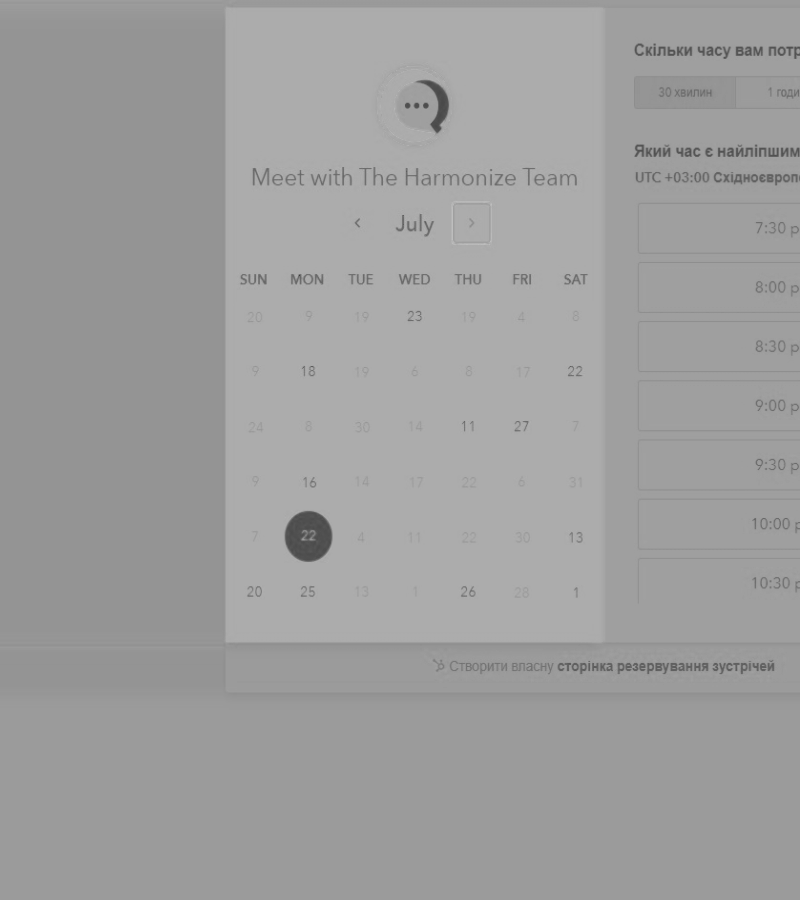 Meet with The Harmonize Team
July
SUN MON TUE WED THU FRI SAT
20 9 19 23 19 4 8
9 18 19 6 8 17 22
24 8 30 14 11 27 7
9 16 14 17 22 6 31
7 22 4 11 22 30 13
20 25 13 1 26 28 1
Скільки часу вам
30 хвилин 1
Який час є найліпшим
UTC +03:00
7:30
8:00
8:30
9:00
9:30
10:00
10:30
Створити власну сторінка резервування зустрічей